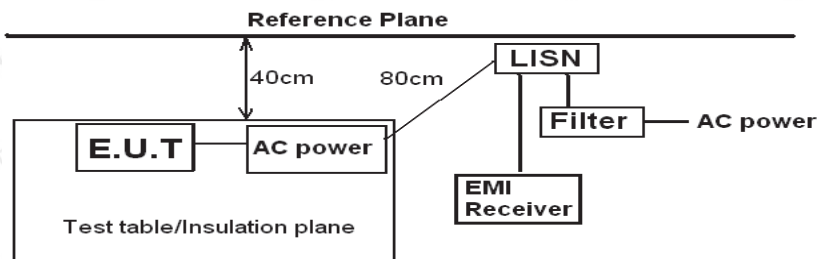 Reference Plane
LISN
40cm
80cm
Filter
AC power
E.U.T
AC power
EMI
Receiver
Test table/Insulation plane